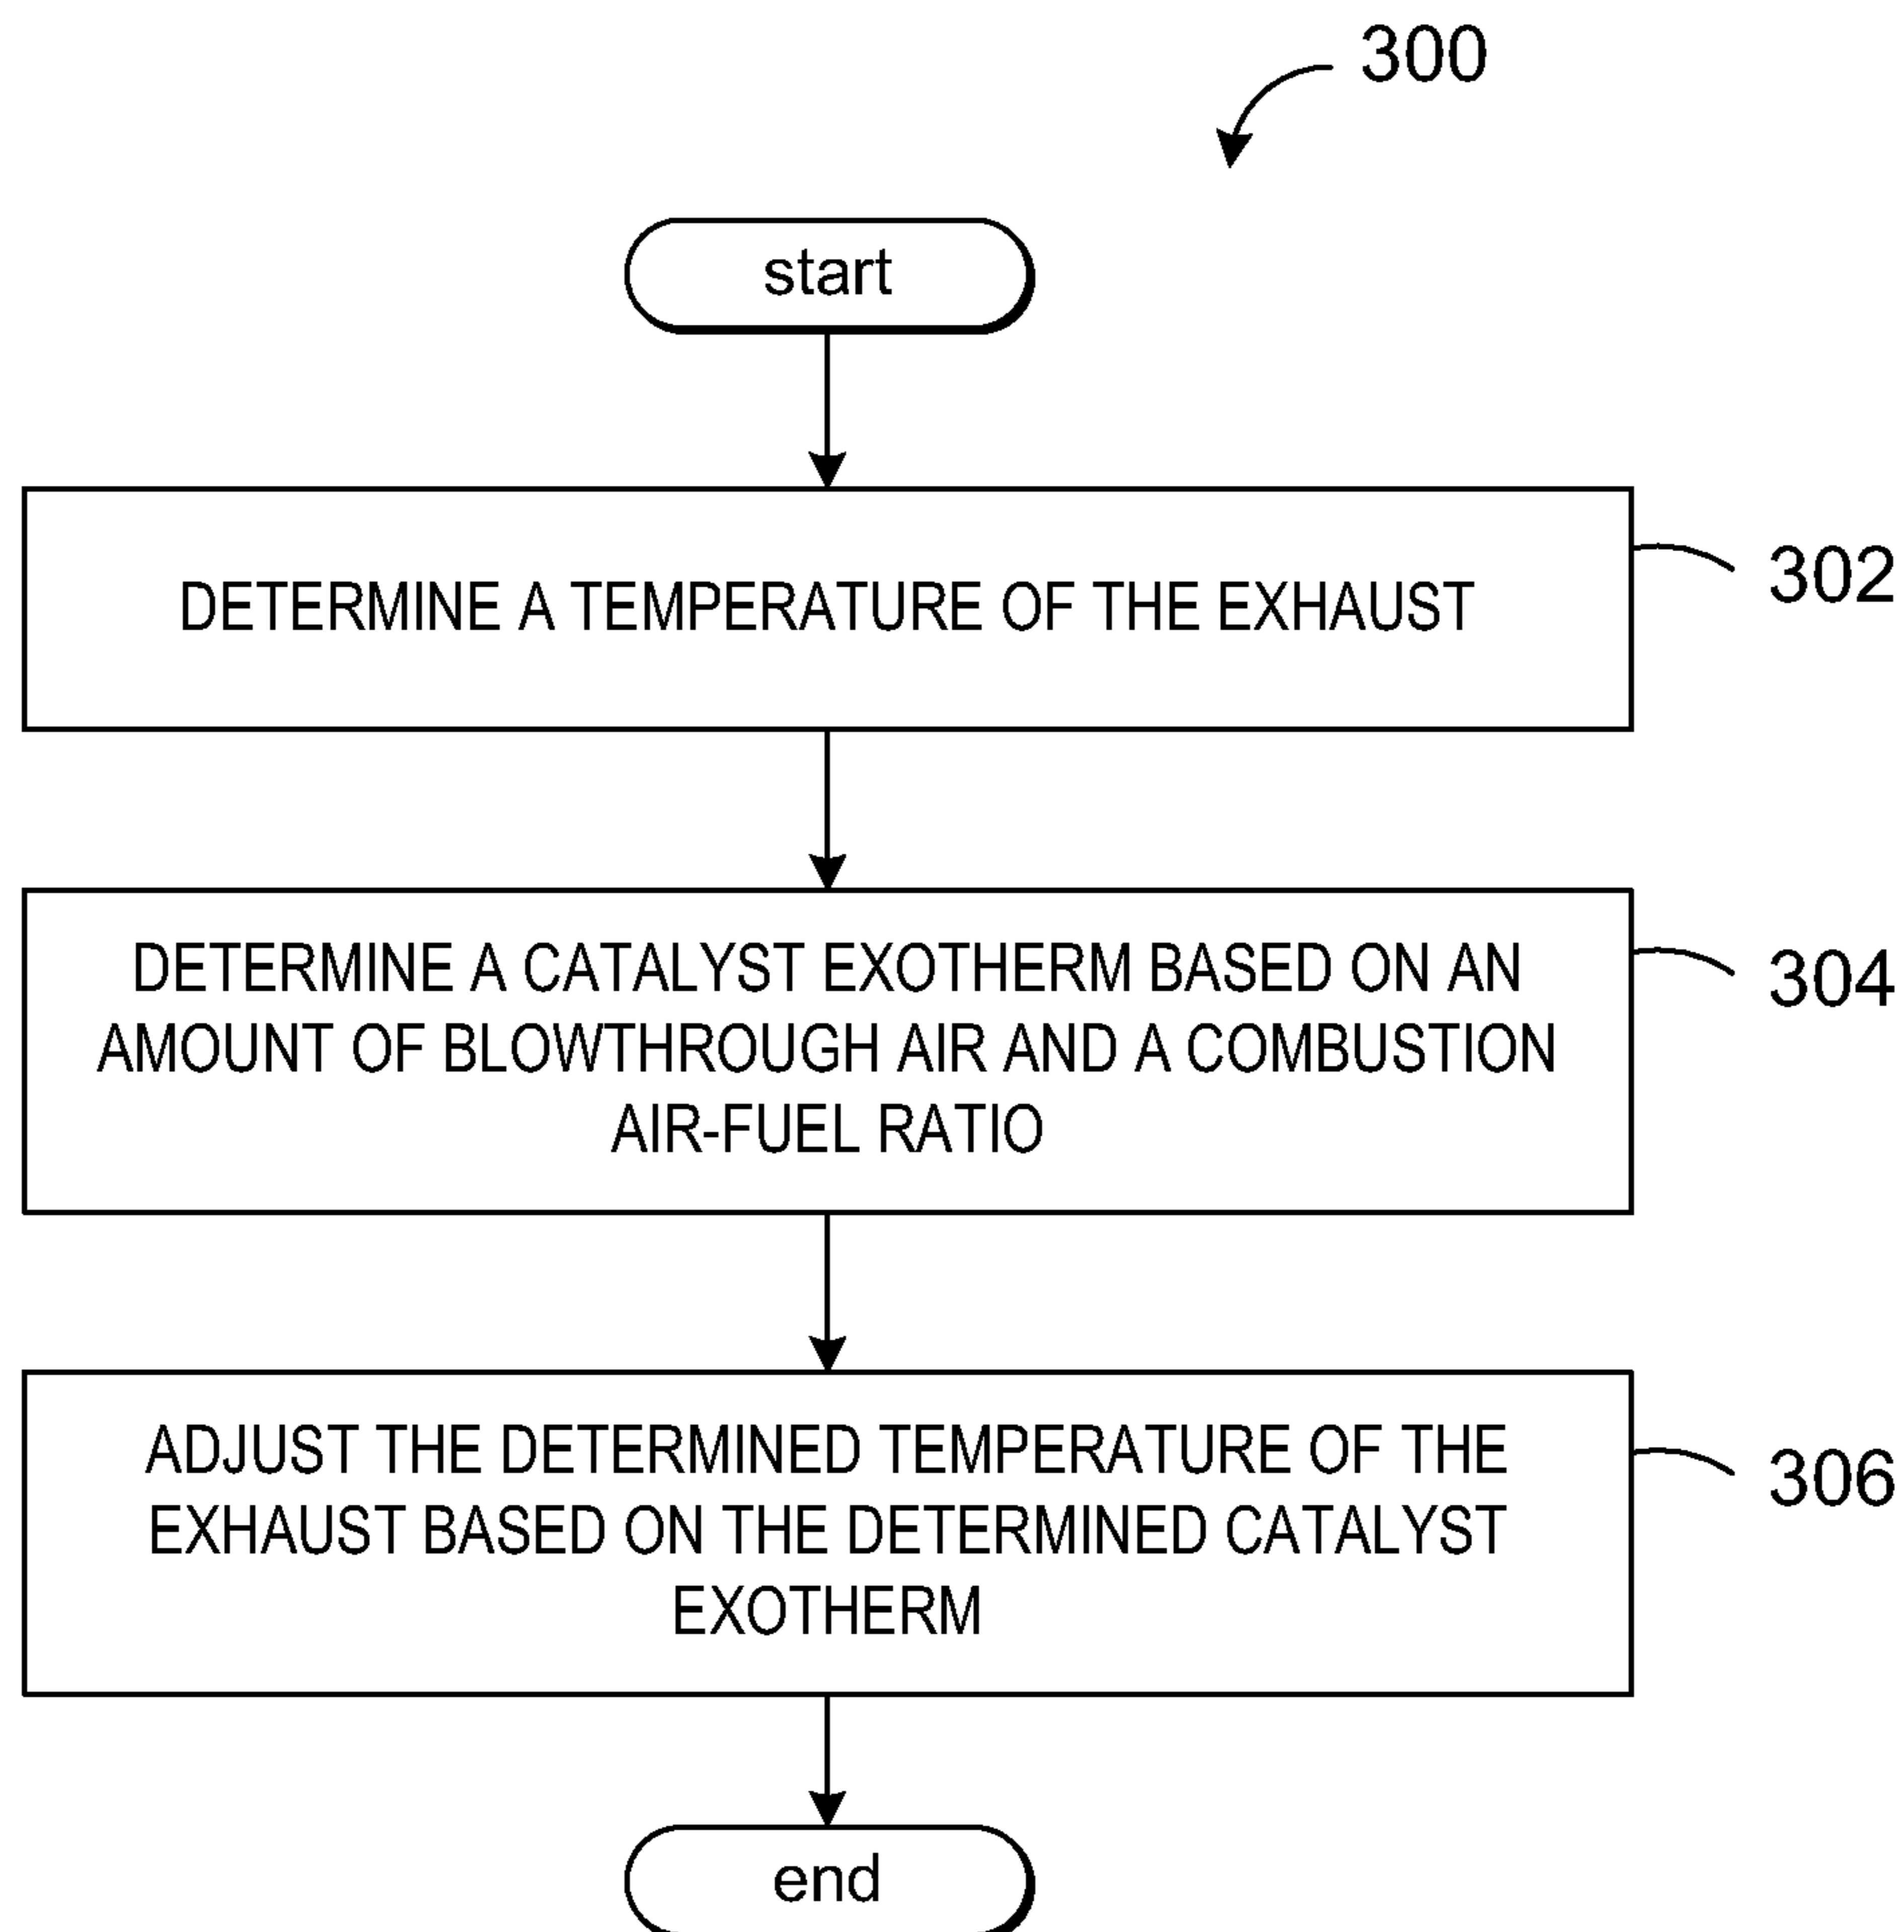 300
start
DETERMINE A TEMPERATURE OF THE EXHAUST
302
DETERMINE A CATALYST EXOTHERM BASED ON AN
AMOUNT OF BLOWTHROUGH AIR AND A COMBUSTION
AIR-FUEL RATIO
304
ADJUST THE DETERMINED TEMPERATURE OF THE
EXHAUST BASED ON THE DETERMINED CATALYST
EXOTHERM
306
end